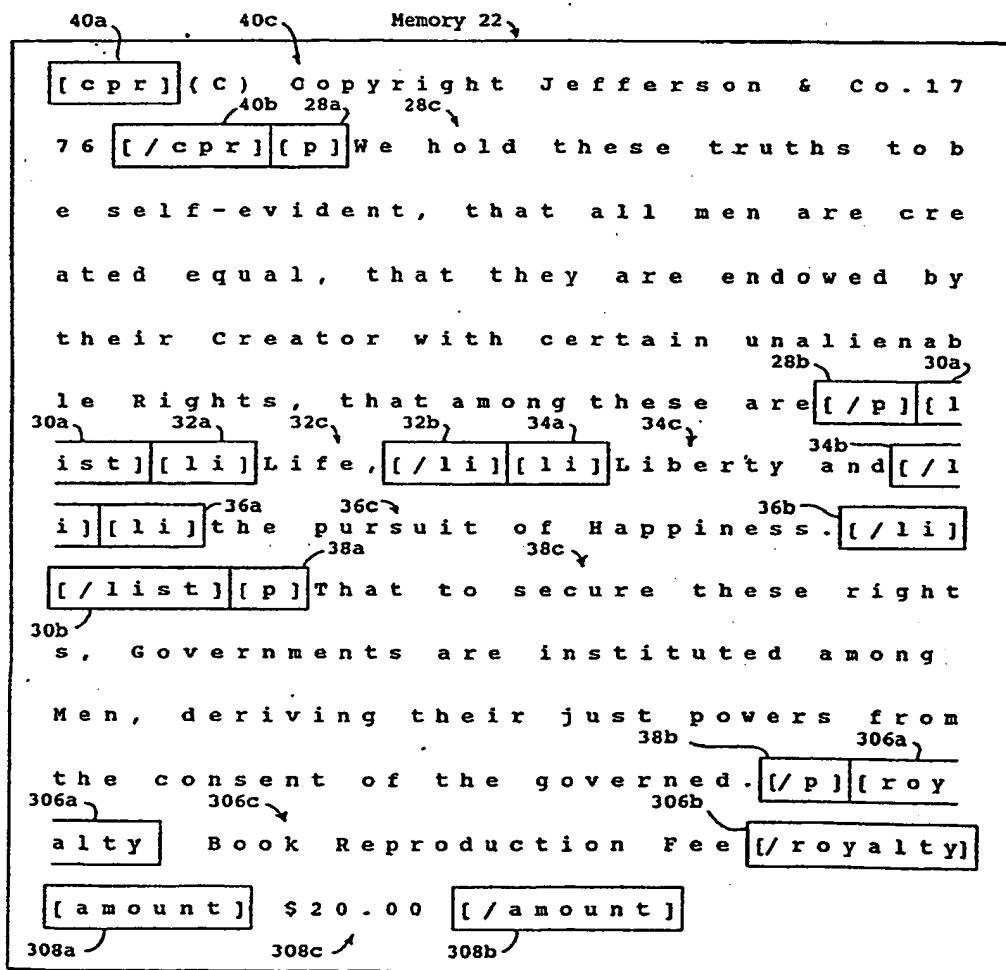 40a 40c Memory 22
[cpr](C) Copyright Jefferson & Co.17
40b 28a 28c
76 [/cpr][p]We hold these truths to b
e self-evident, that all men are cre
ated equal, that they are endowed by
their Creator with certain unalienab
28b 30a
le Rights, that among these are[/p][l
30a 32a 32c 32b 34a 34c 34b
ist][li]Life,[/li][li]Liberty and[/l
36a 36c 36b
i][li]the pursuit of Happiness.[/li]
38a 38c
[/list][p]That to secure these right
30b
s, Governments are instituted among
Men, deriving their just powers from
38b 306a
the consent of the governed.[/p][roy
306a 306c 306b
alty Book Reproduction Fee[/royalty]
[amount] $20.00 [/amount]
308a 308c 308b